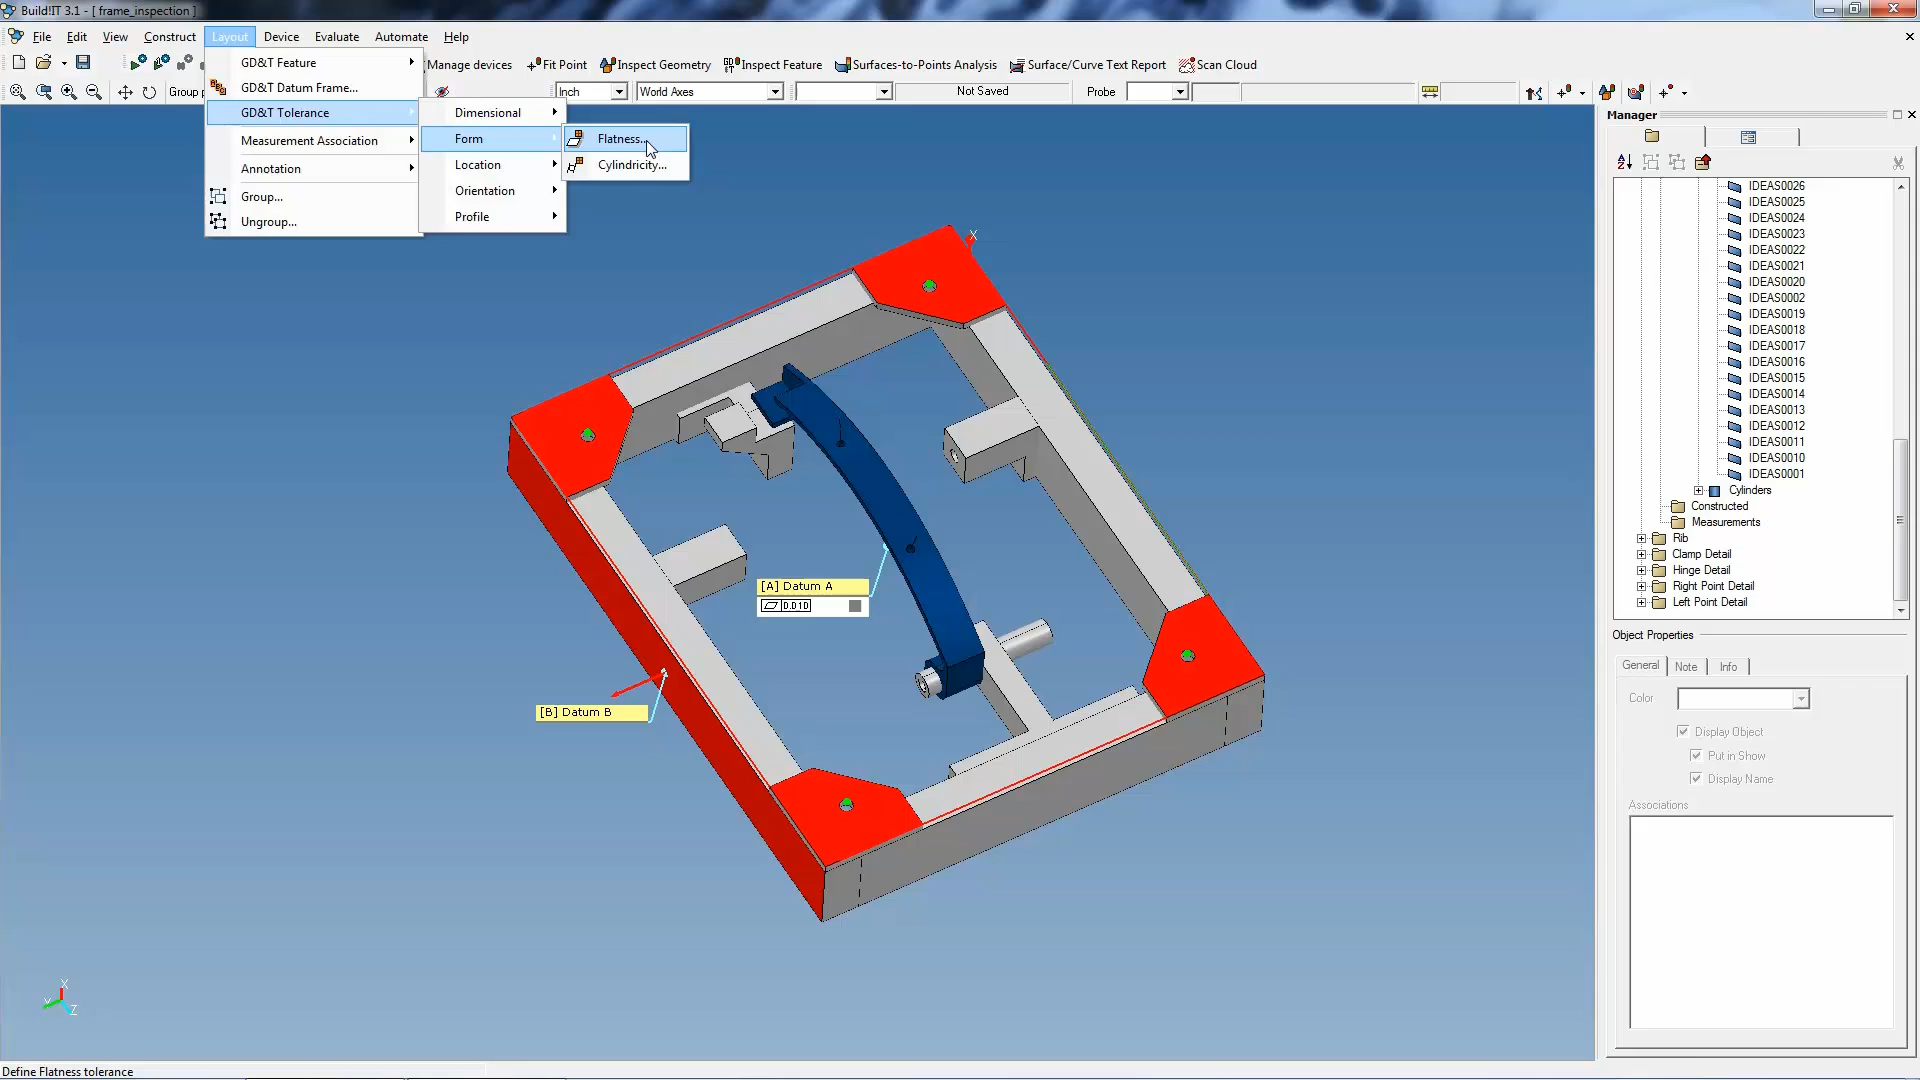 Build!IT 3.1 - [ frame_inspection ]
File Edit View Construct Layout Device Evaluate Automate Help
Manage devices Fit Point Inspect Geometry Inspect Feature Surfaces-to-Points Analysis Surface/Curve Text Report Scan Cloud
Group Inch World Axes Not Saved Probe
GD&T Feature
GD&T Datum Frame...
GD&T Tolerance
Measurement Association
Annotation
Group...
Ungroup...
Dimensional
Form
Location
Orientation
Profile
Flatness...
Cylindricity...
X
[A] Datum A
0.010
[B] Datum B
X
Y
Z
Manager
IDEAS0026
IDEAS0025
IDEAS0024
IDEAS0023
IDEAS0022
IDEAS0021
IDEAS0020
IDEAS0002
IDEAS0019
IDEAS0018
IDEAS0017
IDEAS0016
IDEAS0015
IDEAS0014
IDEAS0013
IDEAS0012
IDEAS0011
IDEAS0010
IDEAS0001
Cylinders
Constructed
Measurements
Rib
Clamp Detail
Hinge Detail
Right Point Detail
Left Point Detail
Object Properties
General Note Info
Color
Display Object
Put in Show
Display Name
Associations
Define Flatness tolerance